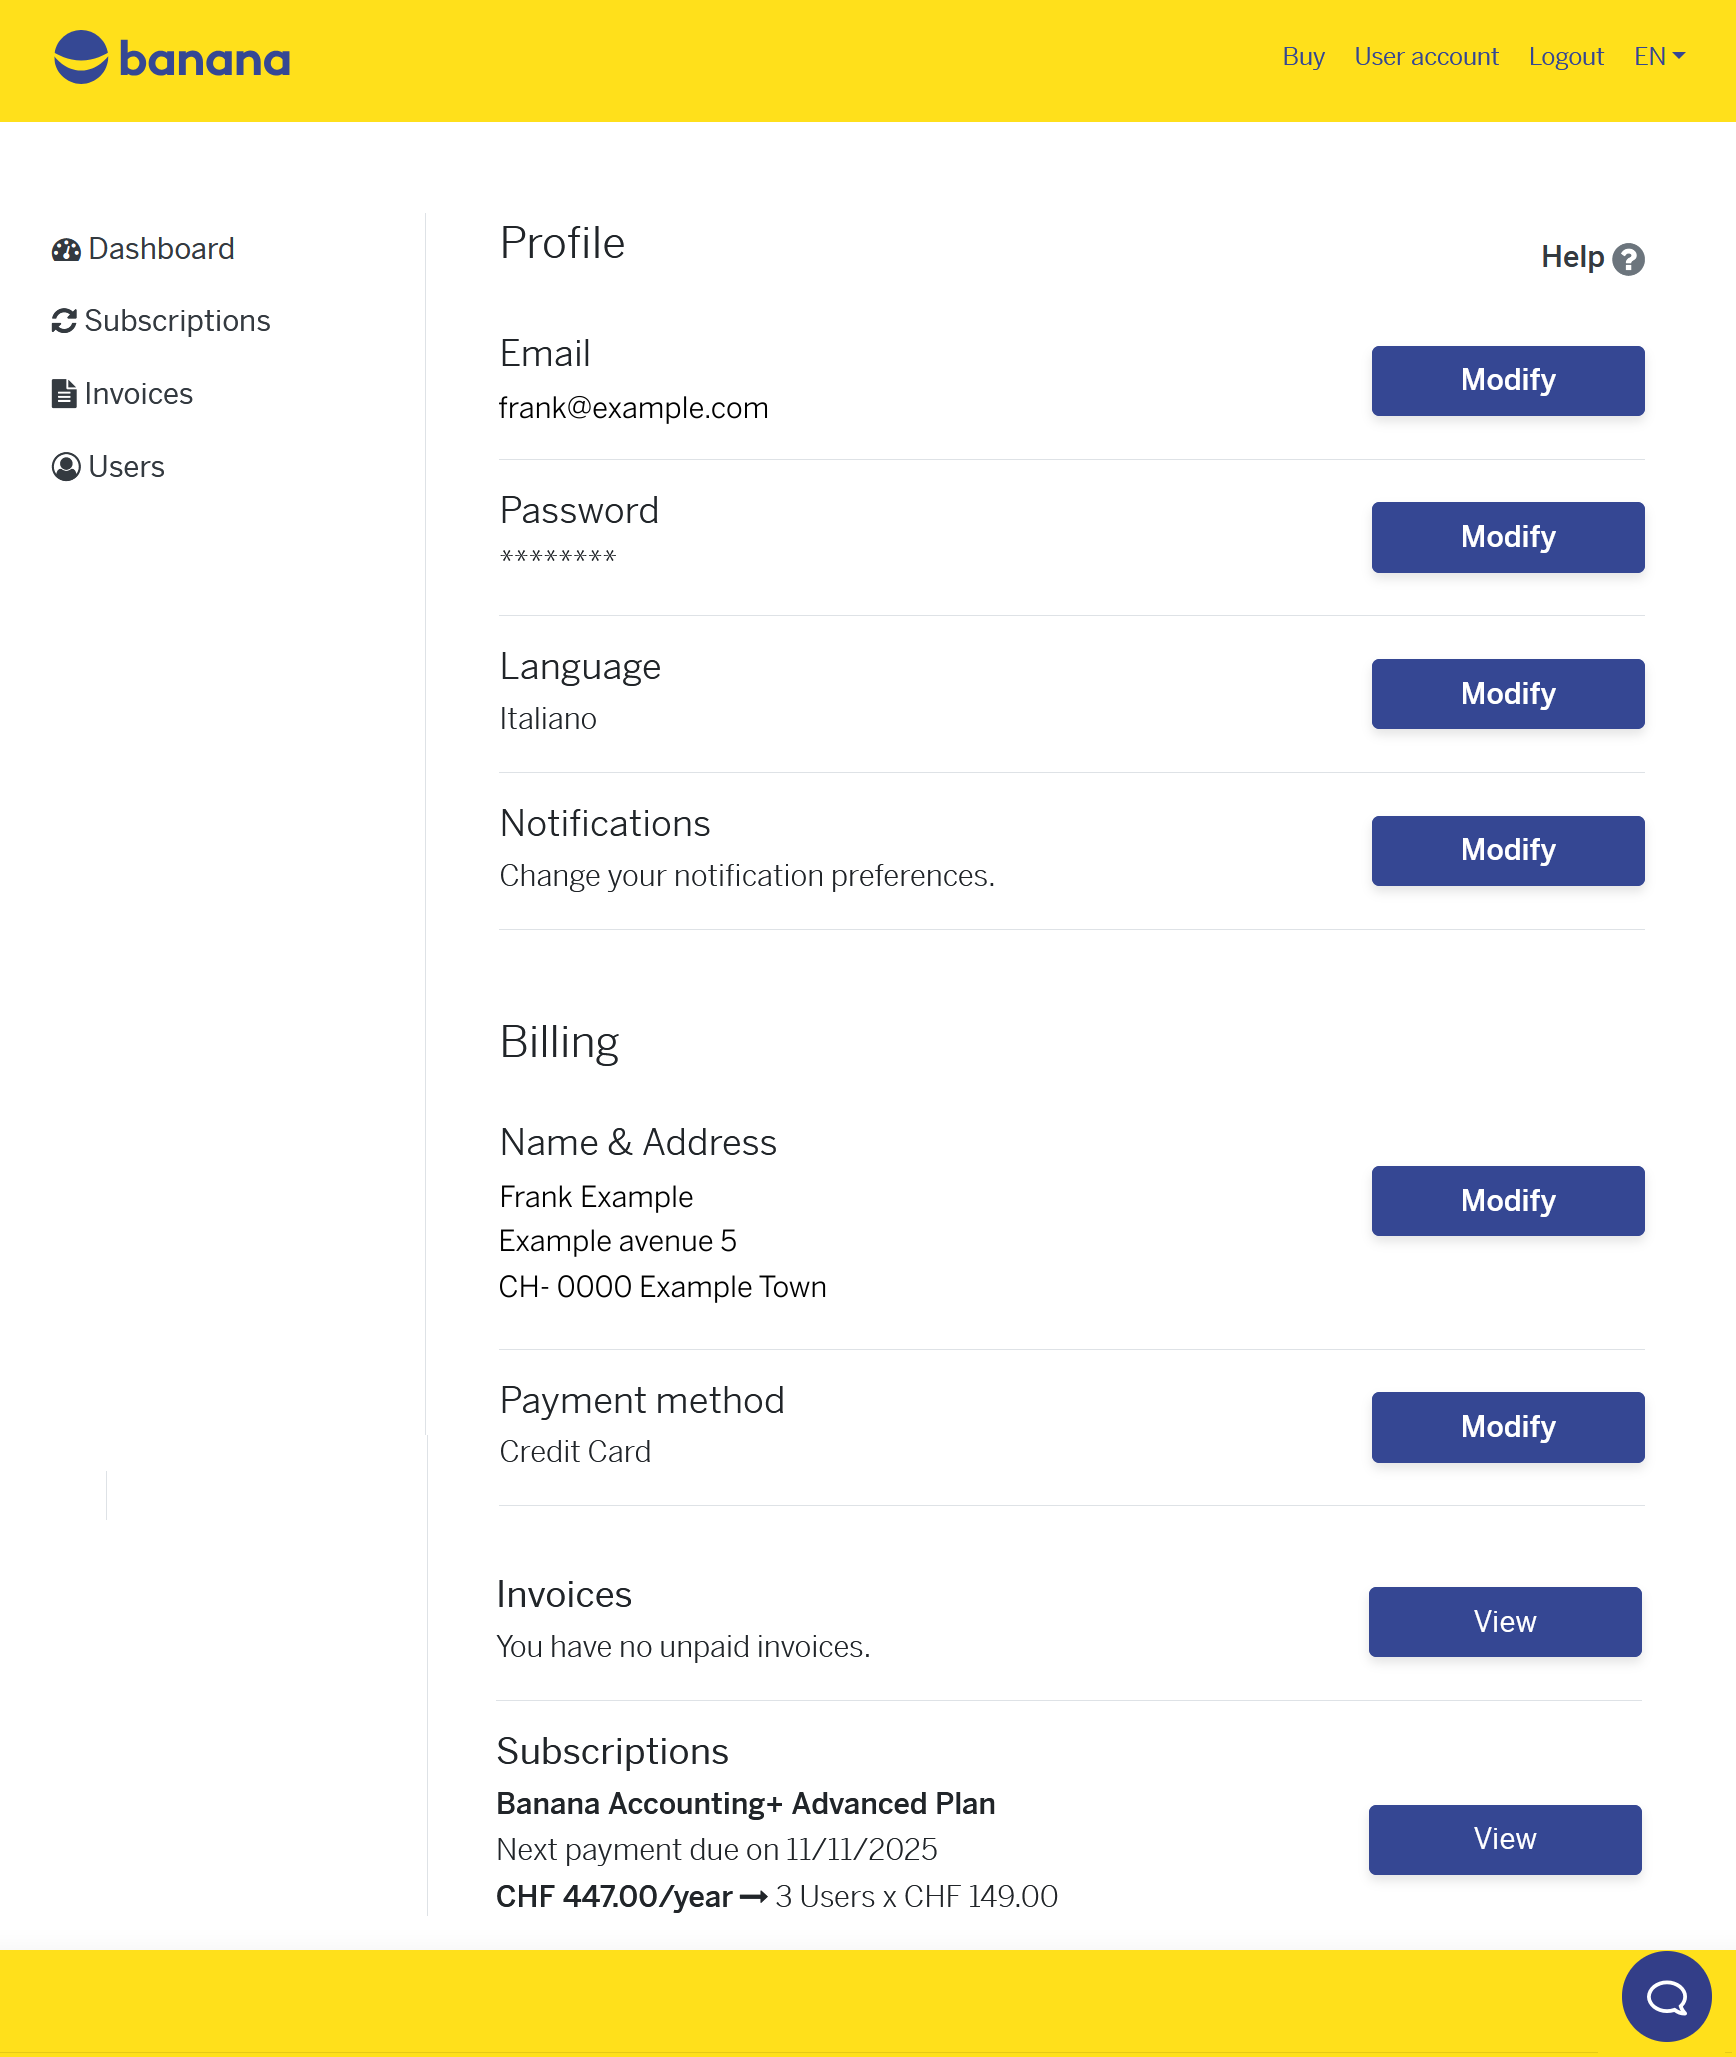 banana
Buy User account Logout EN
Dashboard
Subscriptions
Invoices
Users
Profile
Help ?
Email
frank@example.com
Modify
Password
********
Modify
Language
Italiano
Modify
Notifications
Change your notification preferences.
Modify
Billing
Name & Address
Frank Example
Example avenue 5
CH- 0000 Example Town
Modify
Payment method
Credit Card
Modify
Invoices
You have no unpaid invoices.
View
Subscriptions
Banana Accounting+ Advanced Plan
Next payment due on 11/11/2025
CHF 447.00/year → 3 Users x CHF 149.00
View